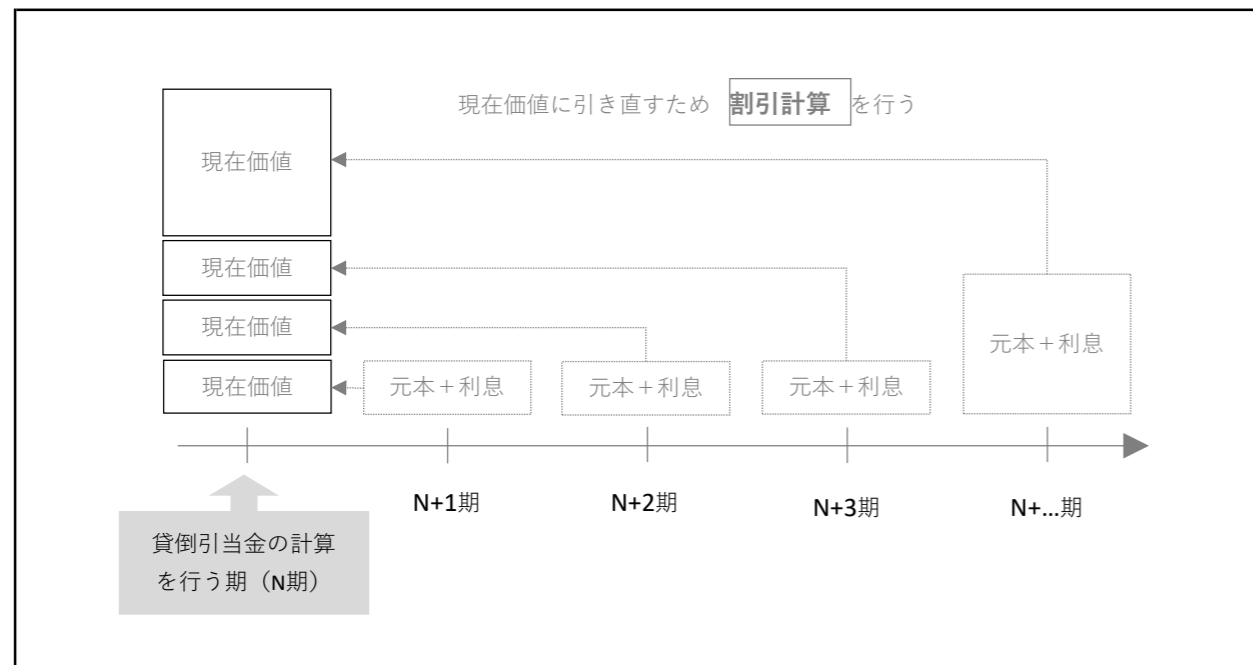 現在価値に引き直すため 割引計算 を行う
現在価値
現在価値
現在価値
現在価値
元本＋利息
元本＋利息
元本＋利息
元本＋利息
N+1期
N+2期
N+3期
N+...期
貸倒引当金の計算
を行う期（N期）